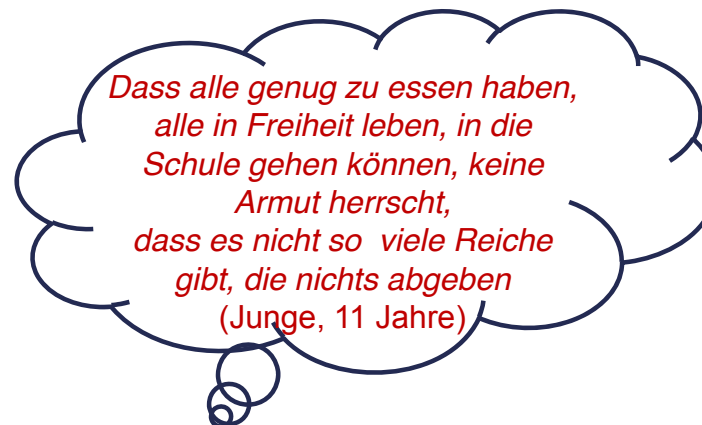 Dass alle genug zu essen haben,
alle in Freiheit leben, in die
Schule gehen können, keine
Armut herrscht,
dass es nicht so  viele Reiche
gibt, die nichts abgeben
(Junge, 11 Jahre)